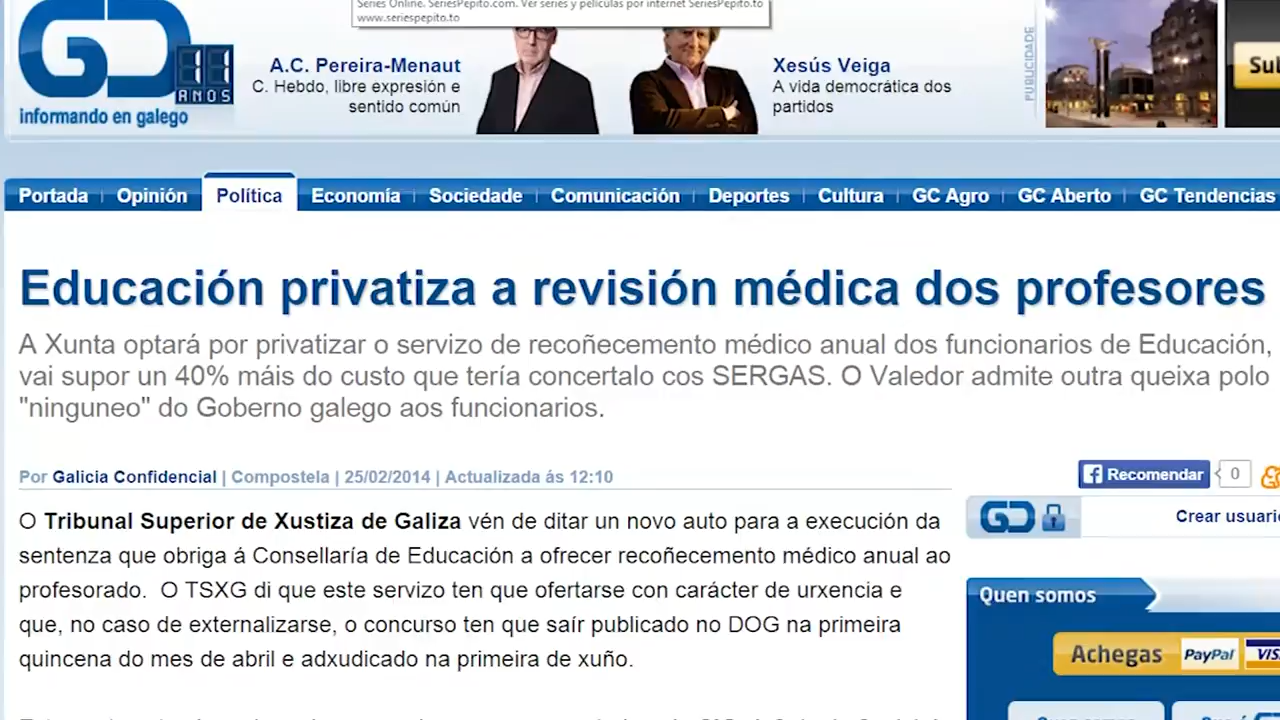 Series Online. SeriesPepito.com. Ver series y películas por internet SeriesPepito.to
www.seriespepito.to
GC
11
AÑOS
informando en galego
A.C. Pereira-Menaut
C. Hebdo, libre expresión e
sentido común
Xesús Veiga
A vida democrática dos
partidos
PUBLICIDADE
Portada
Opinión
Política
Economía
Sociedade
Comunicación
Deportes
Cultura
GC Agro
GC Aberto
GC Tendencias
Educación privatiza a revisión médica dos profesores
A Xunta optará por privatizar o servizo de recoñecemento médico anual dos funcionarios de Educación,
vai supor un 40% máis do custo que tería concertalo cos SERGAS. O Valedor admite outra queixa polo
"ninguneo" do Goberno galego aos funcionarios.
Por Galicia Confidencial | Compostela | 25/02/2014 | Actualizada ás 12:10
Recomendar
0
O Tribunal Superior de Xustiza de Galiza vén de ditar un novo auto para a execución da
sentenza que obriga á Consellaría de Educación a ofrecer recoñecemento médico anual ao
profesorado. O TSXG di que este servizo ten que ofertarse con carácter de urxencia e
que, no caso de externalizarse, o concurso ten que saír publicado no DOG na primeira
quincena do mes de abril e adxudicado na primeira de xuño.
GC
Crear usuari
Quen somos
Achegas
PayPal